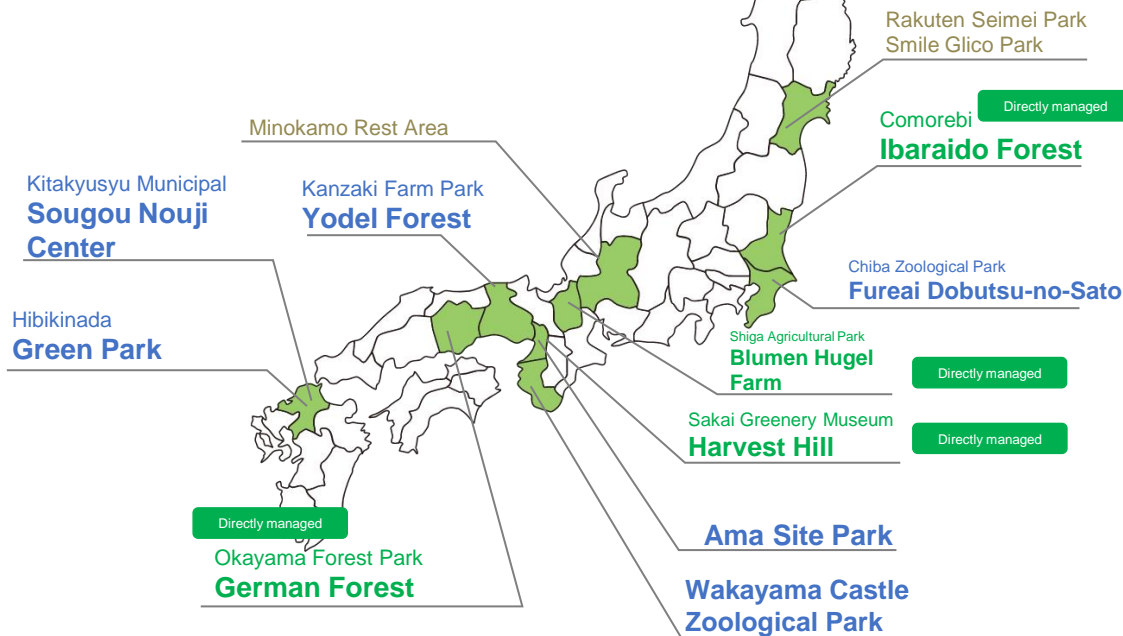 Rakuten Seimei Park
Smile Glico Park
Directly managed
Comorebi
Ibaraido Forest
Minokamo Rest Area
Kitakyusyu Municipal
Sougou Nouji
Center
Kanzaki Farm Park
Yodel Forest
Chiba Zoological Park
Fureai Dobutsu-no-Sato
Hibikinada
Green Park
Shiga Agricultural Park
Blumen Hugel
Farm
Directly managed
Sakai Greenery Museum
Harvest Hill
Directly managed
Directly managed
Okayama Forest Park
German Forest
Ama Site Park
Wakayama Castle
Zoological Park